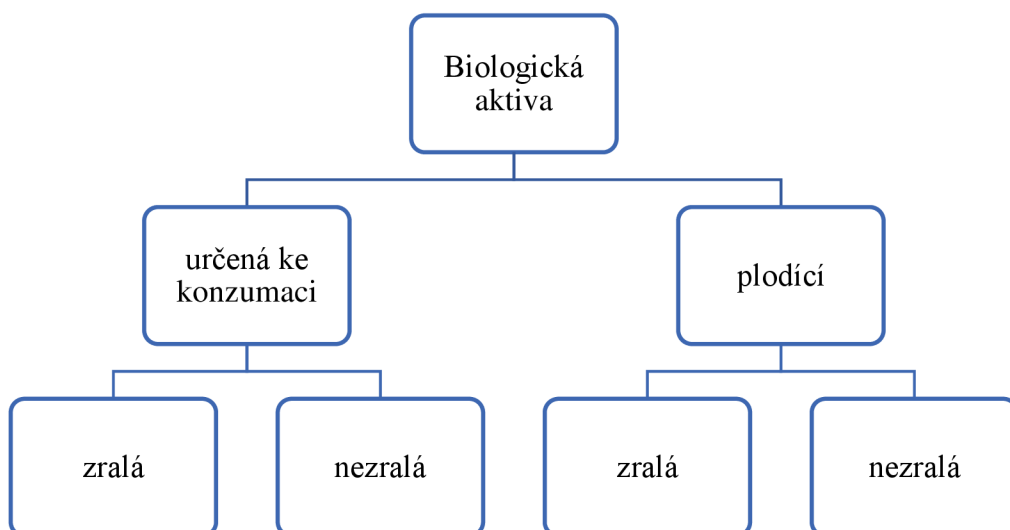 Biologická
aktiva
určená ke
konzumaci
plodící
zralá
nezralá
zralá
nezralá